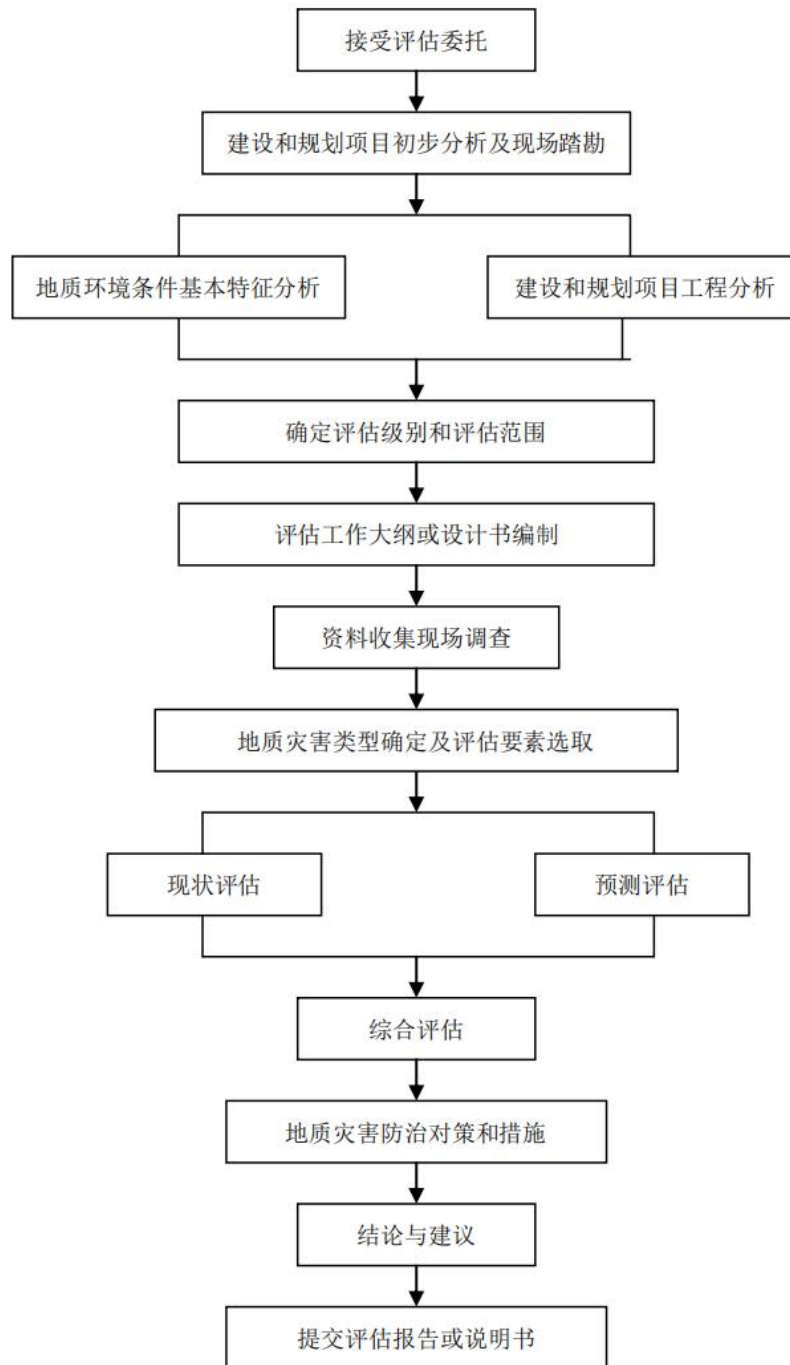 接受评估委托
建设和规划项目初步分析及现场踏勘
地质环境条件基本特征分析
建设和规划项目工程分析
确定评估级别和评估范围
评估工作大纲或设计书编制
资料收集现场调查
地质灾害类型确定及评估要素选取
现状评估
预测评估
综合评估
地质灾害防治对策和措施
结论与建议
提交评估报告或说明书